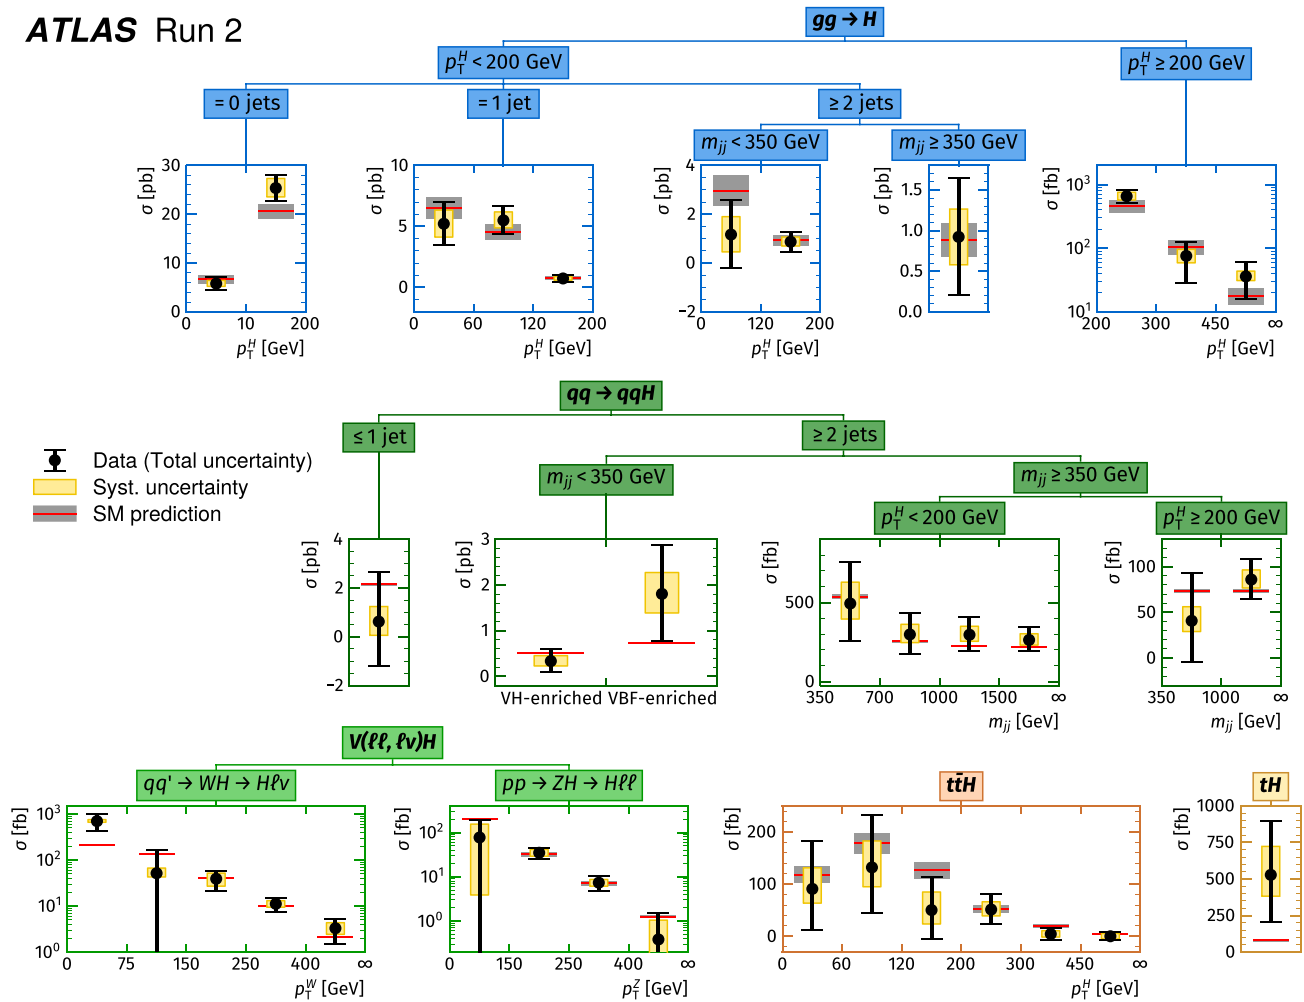 ATLAS Run 2
gg → H
p_T^H < 200 GeV
p_T^H ≥ 200 GeV
= 0 jets
= 1 jet
≥ 2 jets
m_jj < 350 GeV
m_jj ≥ 350 GeV
σ [pb]
30
20
10
0
0 10 200
p_T^H [GeV]
σ [pb]
10
5
0
0 60 120 200
p_T^H [GeV]
σ [pb]
4
2
0
−2
0 120 200
p_T^H [GeV]
σ [pb]
1.5
1.0
0.5
0.0
σ [fb]
10^3
10^2
10^1
200 300 450 ∞
p_T^H [GeV]
qq → qqH
≤ 1 jet
≥ 2 jets
m_jj < 350 GeV
m_jj ≥ 350 GeV
p_T^H < 200 GeV
p_T^H ≥ 200 GeV
Data (Total uncertainty)
Syst. uncertainty
SM prediction
σ [pb]
4
2
0
−2
σ [pb]
3
2
1
0
VH-enriched VBF-enriched
σ [fb]
500
0
350 700 1000 1500 ∞
m_jj [GeV]
σ [fb]
100
50
0
350 1000 ∞
m_jj [GeV]
V(ℓℓ, ℓν)H
qq' → WH → Hℓν
pp → ZH → Hℓℓ
tt̄H
tH
σ [fb]
10^3
10^2
10^1
10^0
0 75 150 250 400 ∞
p_T^W [GeV]
σ [fb]
10^2
10^1
10^0
0 150 250 400 ∞
p_T^Z [GeV]
σ [fb]
200
100
0
0 60 120 200 300 450 ∞
p_T^H [GeV]
σ [fb]
1000
750
500
250
0